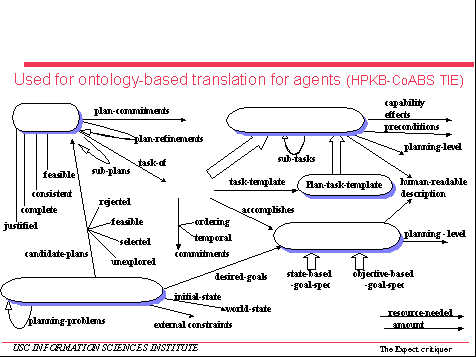 Used for ontology-based translation for agents (HPKB-CoABS TIE)
plan-commitments
capability
effects
preconditions
plan-refinements
planning-level
task-of
sub-tasks
sub-plans
feasible
task-template
Plan-task-template
human-readable
description
consistent
rejected
accomplishes
complete
feasible
ordering
justified
selected
temporal
planning - level
candidate-plans
unexplored
commitments
desired-goals
state-based
-goal-spec
objective-based
-goal-spec
initial-state
world-state
resource-needed
planning-problems
external constraints
amount
USC INFORMATION SCIENCES INSTITUTE
The Expect critiquer